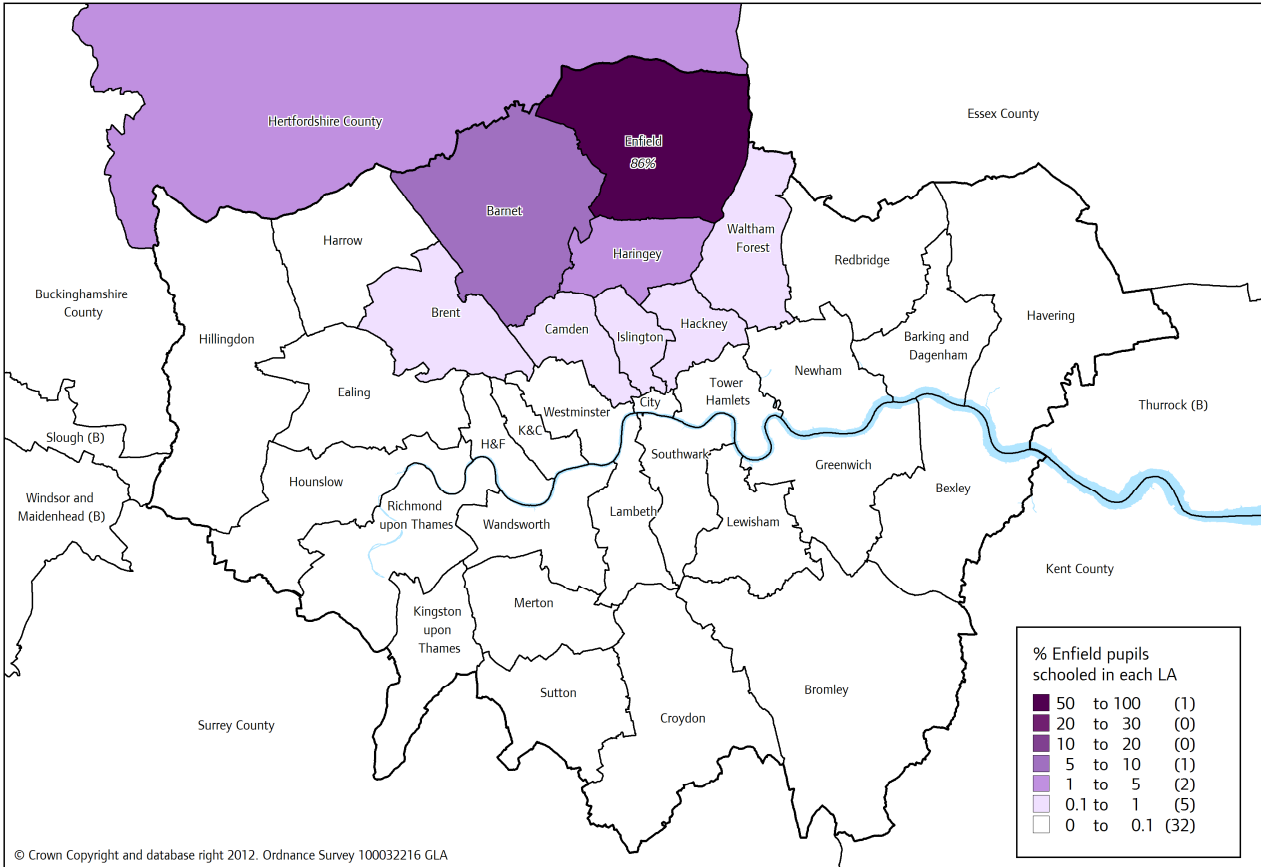 Essex County
Hertfordshire County
Enfield
86%
Barnet
Waltham
Forest
Harrow
Haringey
Redbridge
Buckinghamshire
County
Brent
Camden
Islington
Hackney
Havering
Hillingdon
Barking and
Dagenham
Ealing
Newham
Tower
Hamlets
Westminster
City
Thurrock (B)
K&C
Slough (B)
H&F
Southwark
Greenwich
Hounslow
Bexley
Windsor and
Maidenhead (B)
Richmond
upon Thames
Wandsworth
Lambeth
Lewisham
Kent County
Merton
Kingston
upon
Thames
Sutton
Bromley
Croydon
Surrey County
% Enfield pupils
schooled in each LA
50 to 100 (1)
20 to 30 (0)
10 to 20 (0)
5 to 10 (1)
1 to 5 (2)
0.1 to 1 (5)
0 to 0.1 (32)
© Crown Copyright and database right 2012. Ordnance Survey 100032216 GLA